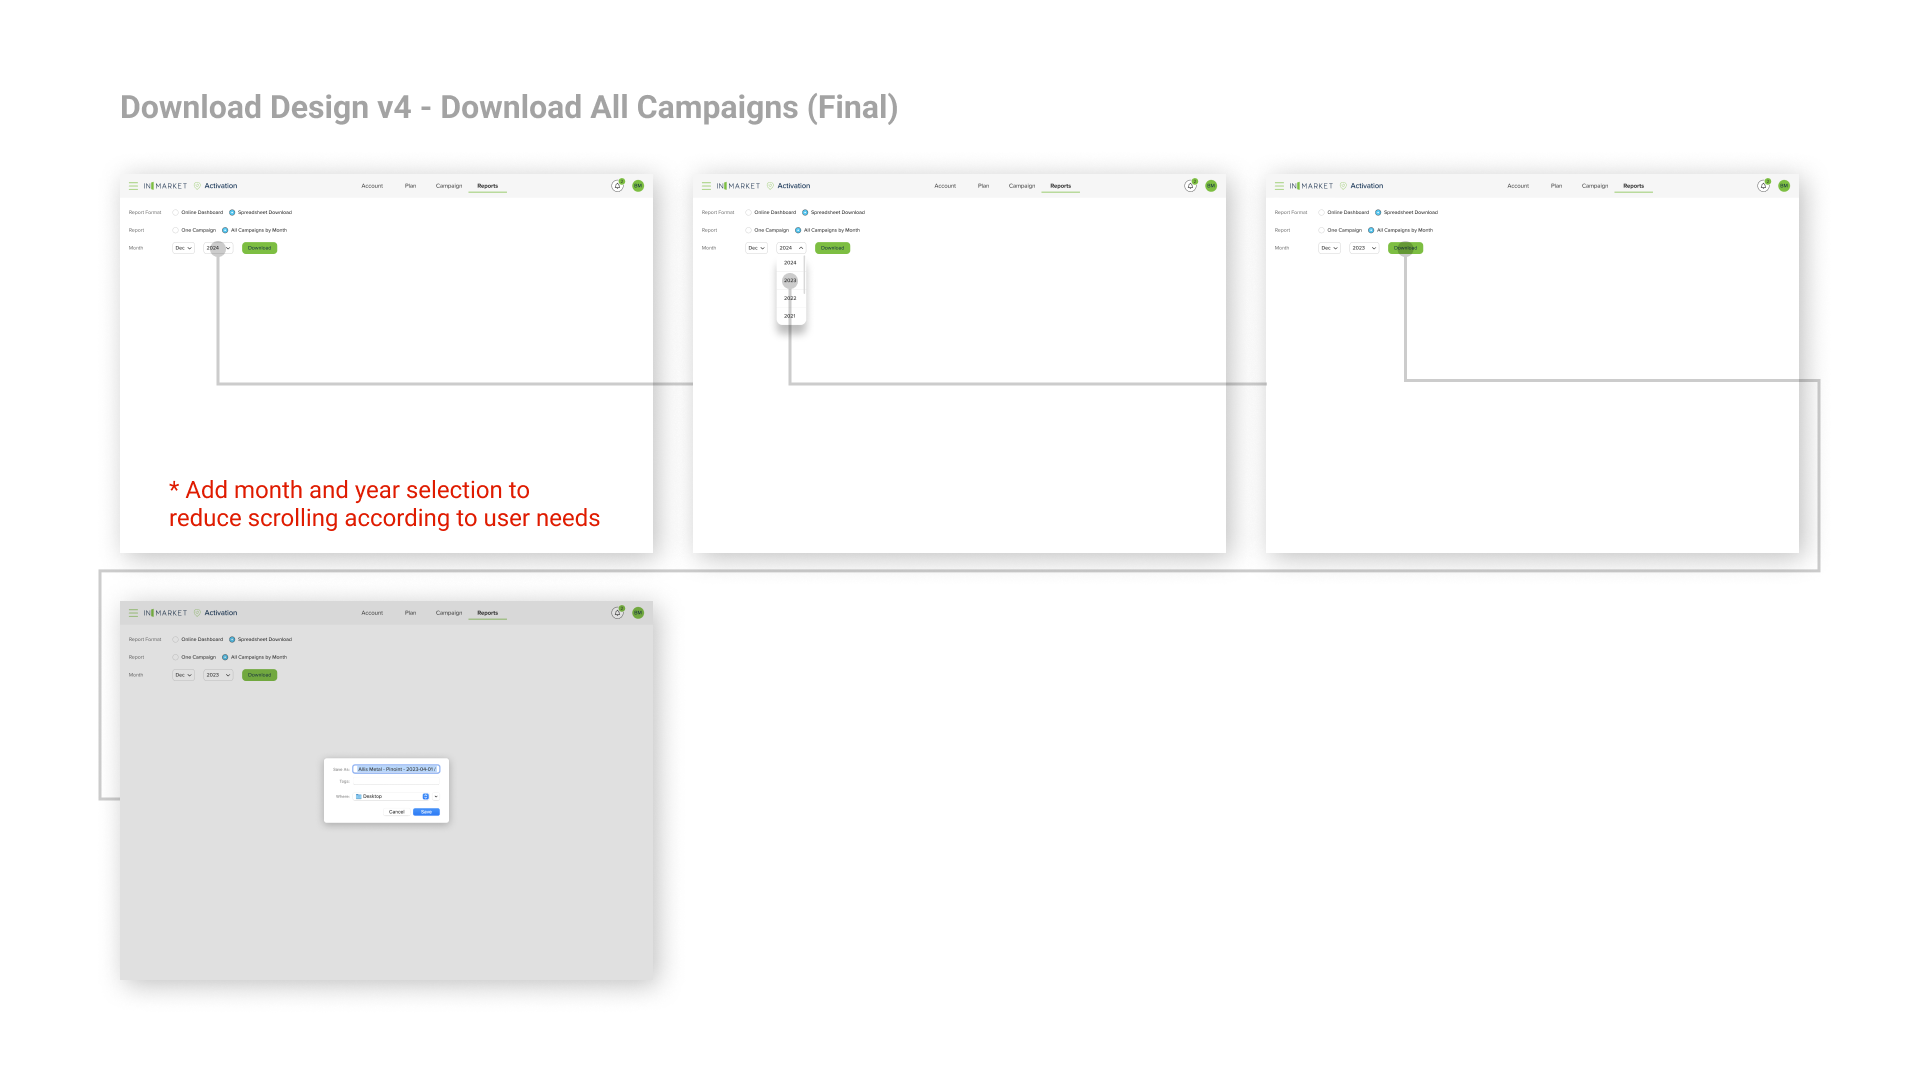 Download Design v4 - Download All Campaigns (Final)
INMARKET Activation Account Plan Campaign Reports BM
Report Format Online Dashboard Spreadsheet Download
Report One Campaign All Campaigns by Month
Month Dec 2024 Download
* Add month and year selection to
reduce scrolling according to user needs
INMARKET Activation Account Plan Campaign Reports BM
Report Format Online Dashboard Spreadsheet Download
Report One Campaign All Campaigns by Month
Month Dec 2024 Download
2024
2023
2022
2021
INMARKET Activation Account Plan Campaign Reports BM
Report Format Online Dashboard Spreadsheet Download
Report One Campaign All Campaigns by Month
Month Dec 2023 Download
INMARKET Activation Account Plan Campaign Reports BM
Report Format Online Dashboard Spreadsheet Download
Report One Campaign All Campaigns by Month
Month Dec 2023 Download
Save As: Metal - - 2023-04-01
Tags:
Where: Desktop
Cancel Save